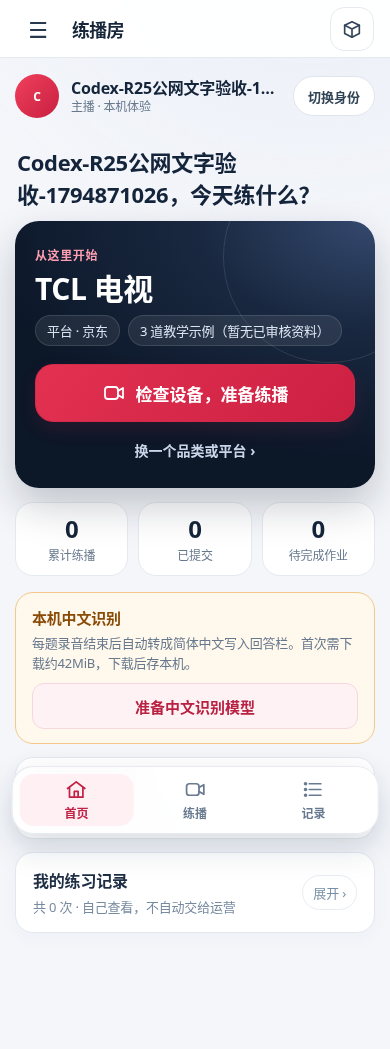 练播房
C
Codex-R25公网文字验收-1...
主播 · 本机体验
切换身份
Codex-R25公网文字验
收-1794871026，今天练什么？
从这里开始
TCL 电视
平台 · 京东
3 道教学示例（暂无已审核资料）
检查设备，准备练播
换一个品类或平台 ›
0
累计练播
0
已提交
0
待完成作业
本机中文识别
每题录音结束后自动转成简体中文写入回答栏。首次需下
载约42MiB，下载后存本机。
准备中文识别模型
首页
练播
记录
我的练习记录
共 0 次 · 自己查看，不自动交给运营
展开 ›